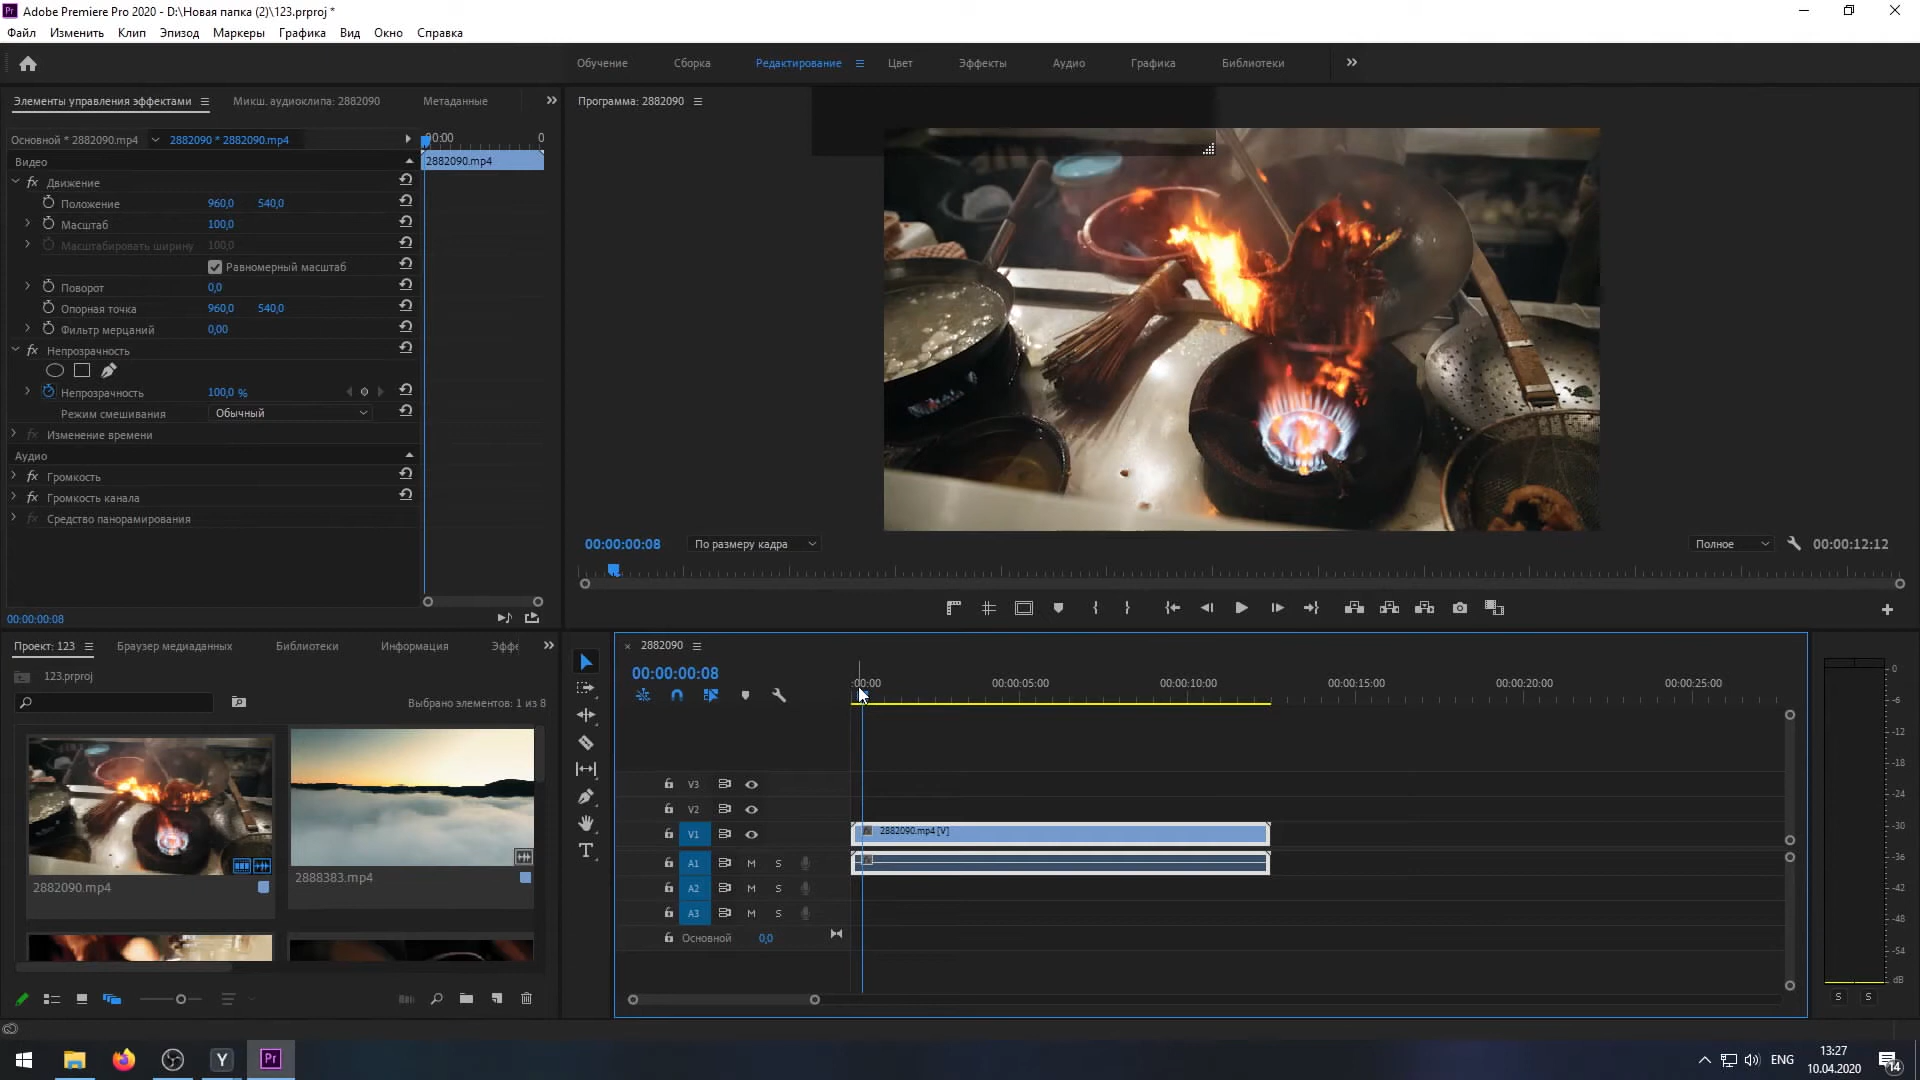 Adobe Premiere Pro 2020 - D:\Новая папка (2)\123.prproj *
Файл Изменить Клип Эпизод Маркеры Графика Вид Окно Справка
Обучение Сборка Редактирование Цвет Эффекты Аудио Графика Библиотеки
Элементы управления эффектами Микш. аудиоклипа: 2882090 Метаданные
Программа: 2882090
Основной * 2882090.mp4 2882090 * 2882090.mp4
00:00 0
Видео
2882090.mp4
fx Движение
Положение 960,0 540,0
Масштаб 100,0
Масштабировать ширину 100,0
Равномерный масштаб
Поворот 0,0
Опорная точка 960,0 540,0
Фильтр мерцаний 0,00
fx Непрозрачность
Непрозрачность 100,0 %
Режим смешивания Обычный
fx Изменение времени
Аудио
fx Громкость
fx Громкость канала
fx Средство панорамирования
00:00:00:08
00:00:00:08 По размеру кадра Полное 00:00:12:12
Проект: 123 Браузер медиаданных Библиотеки Информация Эффе
123.prproj
Выбрано элементов: 1 из 8
2882090.mp4
2888383.mp4
2882090
00:00:00:08
:00:00 00:00:05:00 00:00:10:00 00:00:15:00 00:00:20:00 00:00:25:00
V3
V2
V1 2882090.mp4 [V]
A1 M S
A2 M S
A3 M S
Основной 0,0
0
-6
-12
-18
-24
-30
-36
-42
-48
-54
dB
S S
Pr
Y
ENG
13:27
10.04.2020
14